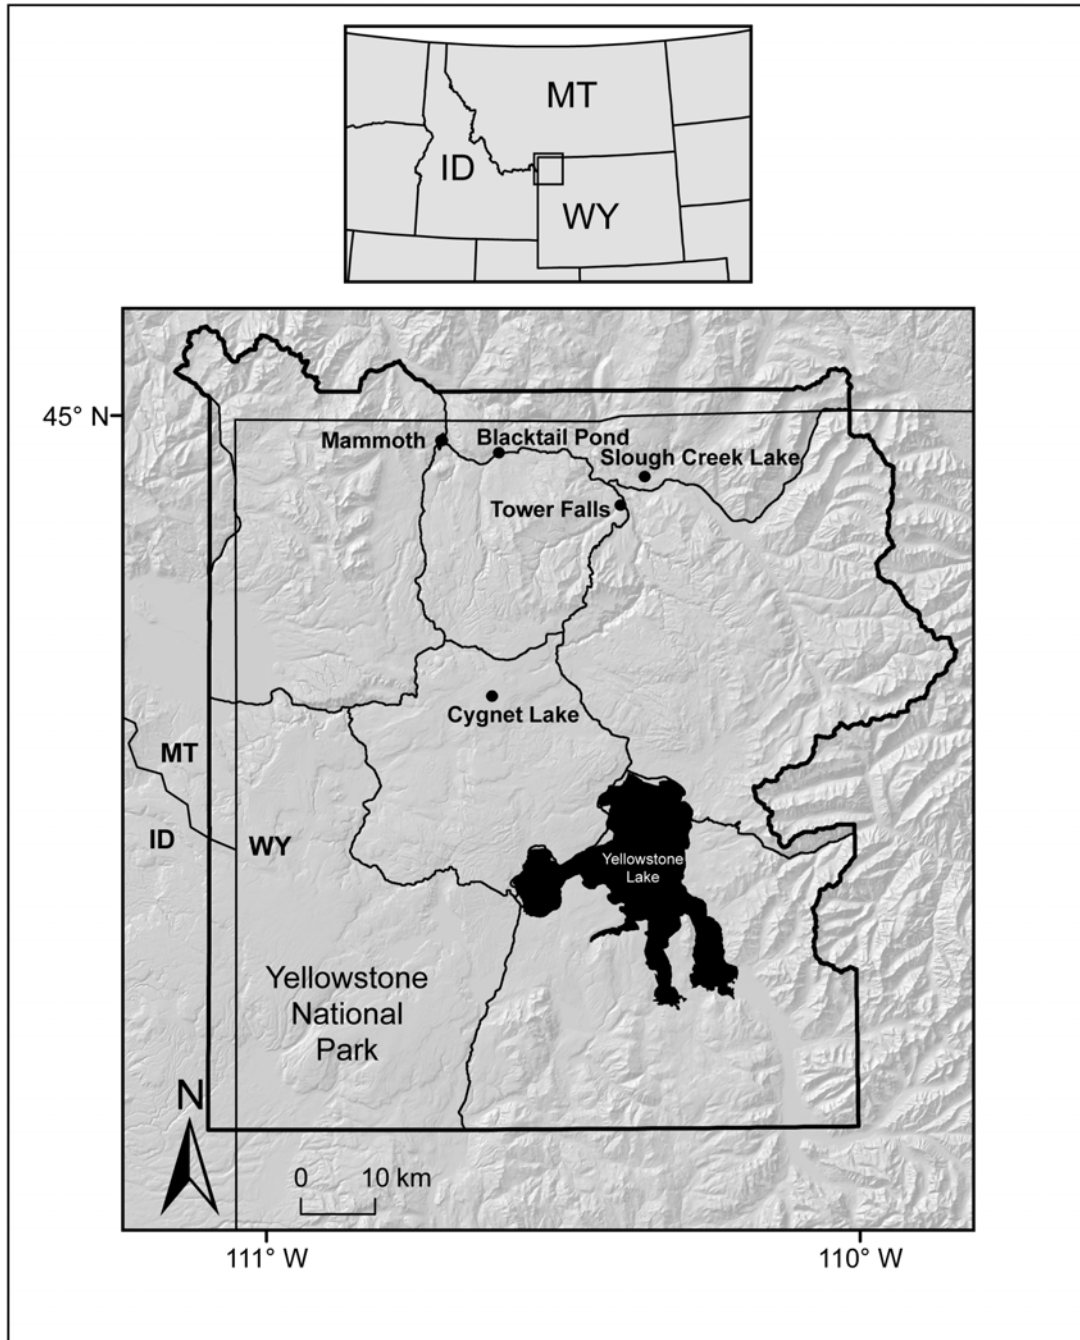 MT
ID
WY
45° N
Mammoth
Blacktail Pond
Slough Creek Lake
Tower Falls
Cygnet Lake
MT
ID
WY
Yellowstone
Lake
Yellowstone
National
Park
N
0 10 km
111° W
110° W